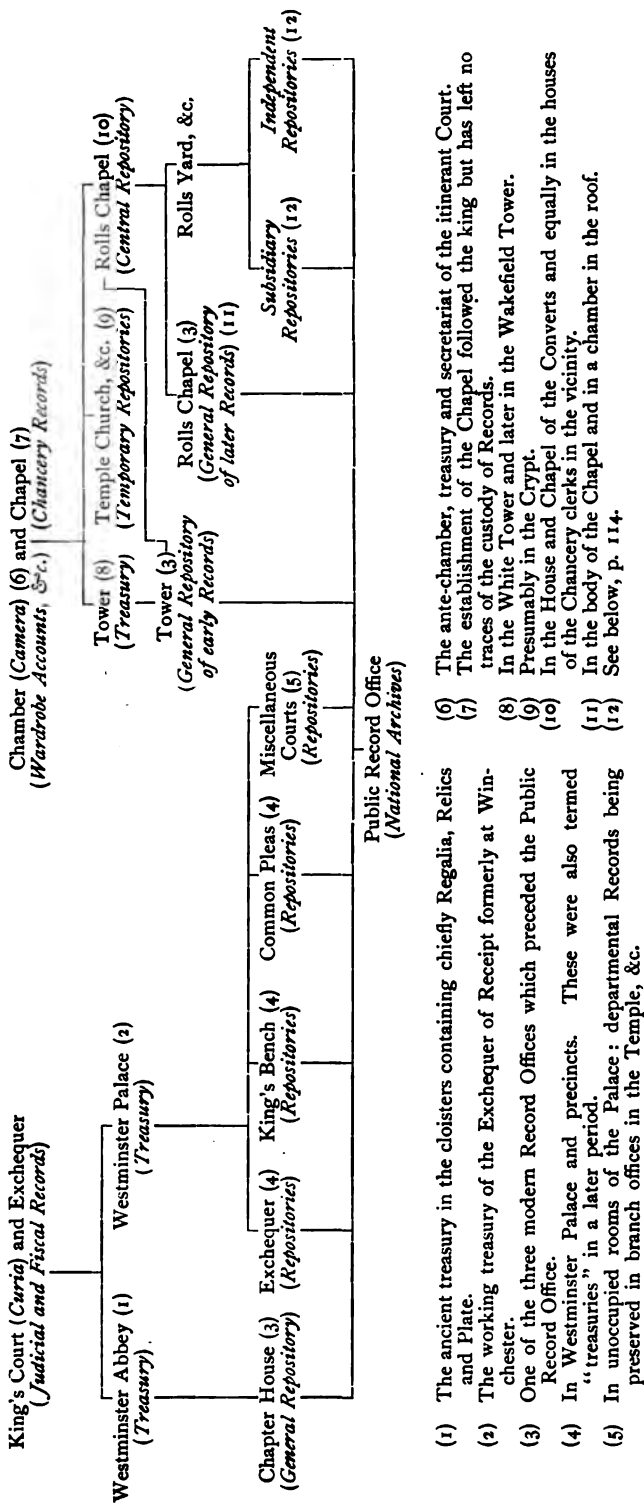 King's Court (Curia) and Exchequer
(Judicial and Fiscal Records)
Chamber (Camera) (6) and Chapel (7)
(Wardrobe Accounts, &c.) | (Chancery Records)
Westminster Abbey (1)
(Treasury)
Westminster Palace (2)
(Treasury)
Tower (8)
(Treasury)
Temple Church, &c. (9)
(Temporary Repositories)
Rolls Chapel (10)
(Central Repository)
Tower (3)
(General Repository
of early Records)
Rolls Chapel (3)
(General Repository
of later Records) (11)
Rolls Yard, &c.
Chapter House (3)
(General Repository)
Exchequer (4)
(Repositories)
King's Bench (4)
(Repositories)
Common Pleas (4)
(Repositories)
Miscellaneous
Courts (5)
(Repositories)
Subsidiary
Repositories (12)
Independent
Repositories (12)
Public Record Office
(National Archives)
(1) The ancient treasury in the cloisters containing chiefly Regalia, Relics
and Plate.
(2) The working treasury of the Exchequer of Receipt formerly at Win-
chester.
(3) One of the three modern Record Offices which preceded the Public
Record Office.
(4) In Westminster Palace and precincts. These were also termed
"treasuries" in a later period.
(5) In unoccupied rooms of the Palace : departmental Records being
preserved in branch offices in the Temple, &c.
(6) The ante-chamber, treasury and secretariat of the itinerant Court.
(7) The establishment of the Chapel followed the king but has left no
traces of the custody of Records.
(8) In the White Tower and later in the Wakefield Tower.
(9) Presumably in the Crypt.
(10) In the House and Chapel of the Converts and equally in the houses
of the Chancery clerks in the vicinity.
(11) In the body of the Chapel and in a chamber in the roof.
(12) See below, p. 114.